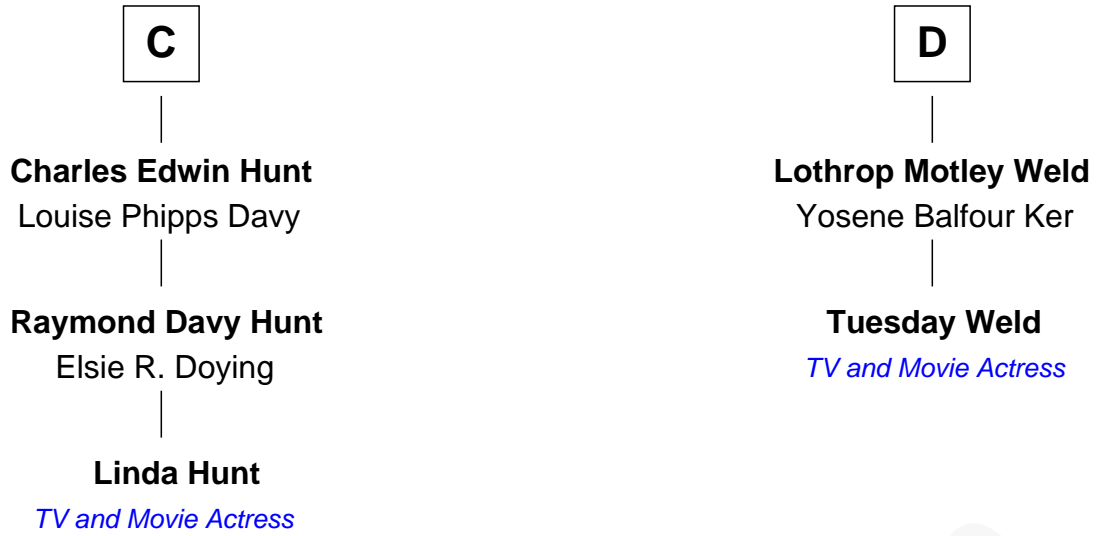 C
Charles Edwin Hunt
Louise Phipps Davy
Raymond Davy Hunt
Elsie R. Doying
Linda Hunt
TV and Movie Actress
D
Lothrop Motley Weld
Yosene Balfour Ker
Tuesday Weld
TV and Movie Actress